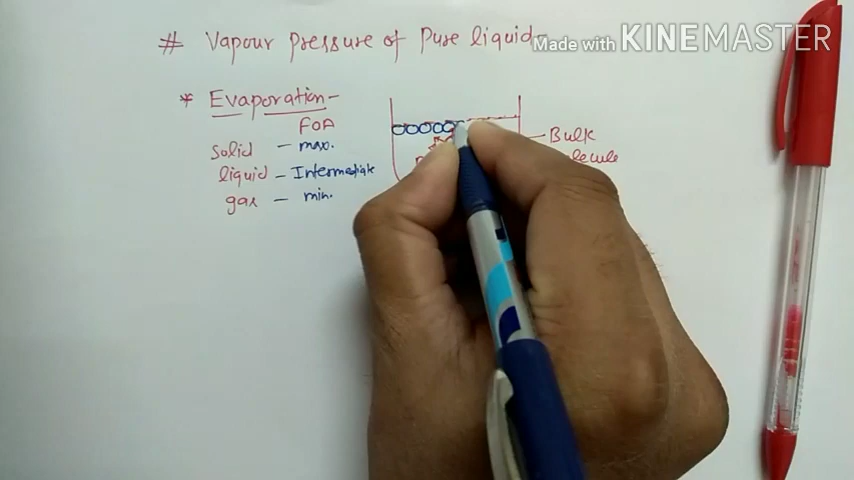 # Vapour pressure of Pure liquid-
Made with KINEMASTER
* Evaporation-
FOA
solid - max.
liquid - Intermediate
gas - min.
Bulk